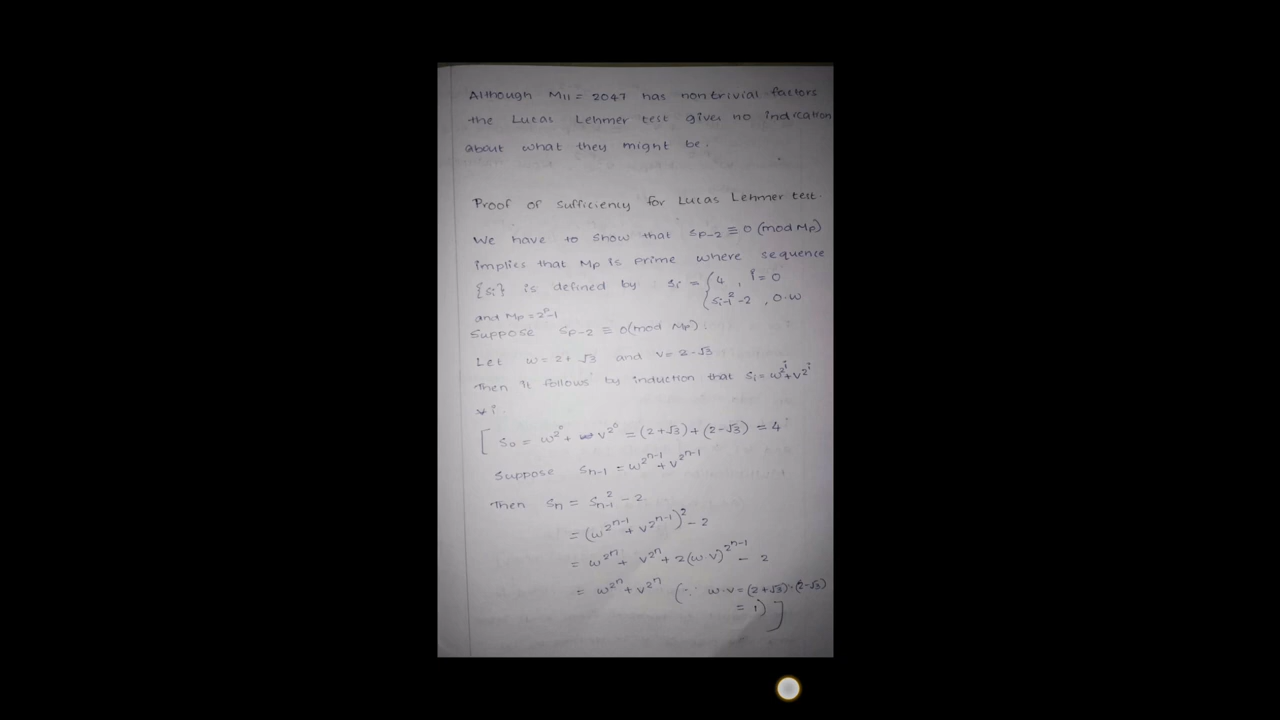 Although M11 = 2047 has nontrivial factors
the Lucas Lehmer test gives no indication
about what they might be.
Proof of sufficiency for Lucas Lehmer test.
We have to show that Sp-2 ≡ 0 (mod Mp)
implies that Mp is prime where sequence
{Si} is defined by Si = { 4 , i = 0
{ Si-1² - 2 , o.w
and Mp = 2^p - 1
Suppose Sp-2 ≡ 0 (mod Mp).
Let w = 2 + √3 and v = 2 - √3
Then it follows by induction that Si = w^2^i + v^2^i
∀ i.
[ S0 = w^2^0 + v^2^0 = (2+√3) + (2-√3) = 4
Suppose Sn-1 = w^2^n-1 + v^2^n-1
Then Sn = Sn-1² - 2
= (w^2^n-1 + v^2^n-1)² - 2
= w^2^n + v^2^n + 2(w.v)^2^n-1 - 2
= w^2^n + v^2^n (∵ w.v = (2+√3).(2-√3)
= 1) ]